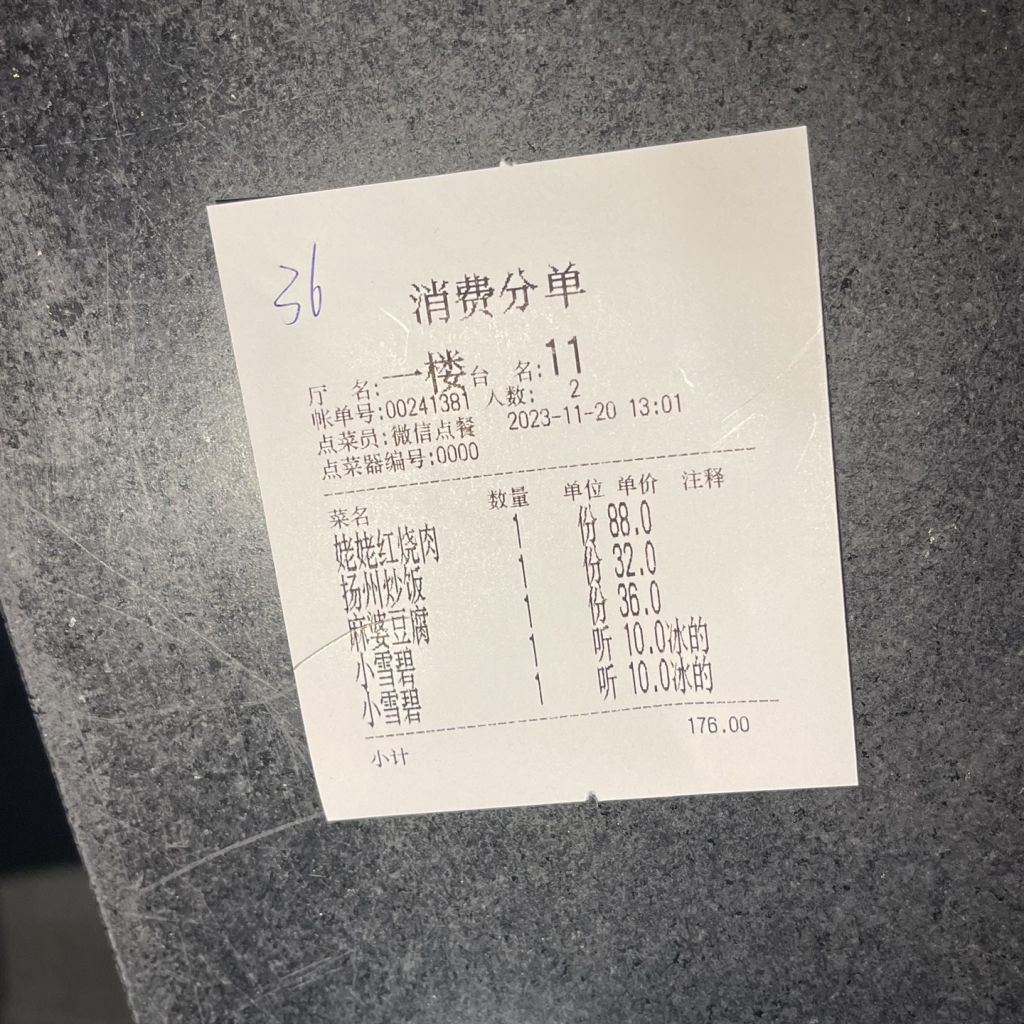 36
消费分单
厅 名:一楼台 名:11
帐单号:00241381 人数: 2
点菜员:微信点餐 2023-11-20 13:01
点菜器编号:0000
菜名 数量 单位 单价 注释
姥姥红烧肉 1 份 88.0
扬州炒饭 1 份 32.0
麻婆豆腐 1 份 36.0
小雪碧 1 听 10.0冰的
小雪碧 1 听 10.0冰的
小计 176.00